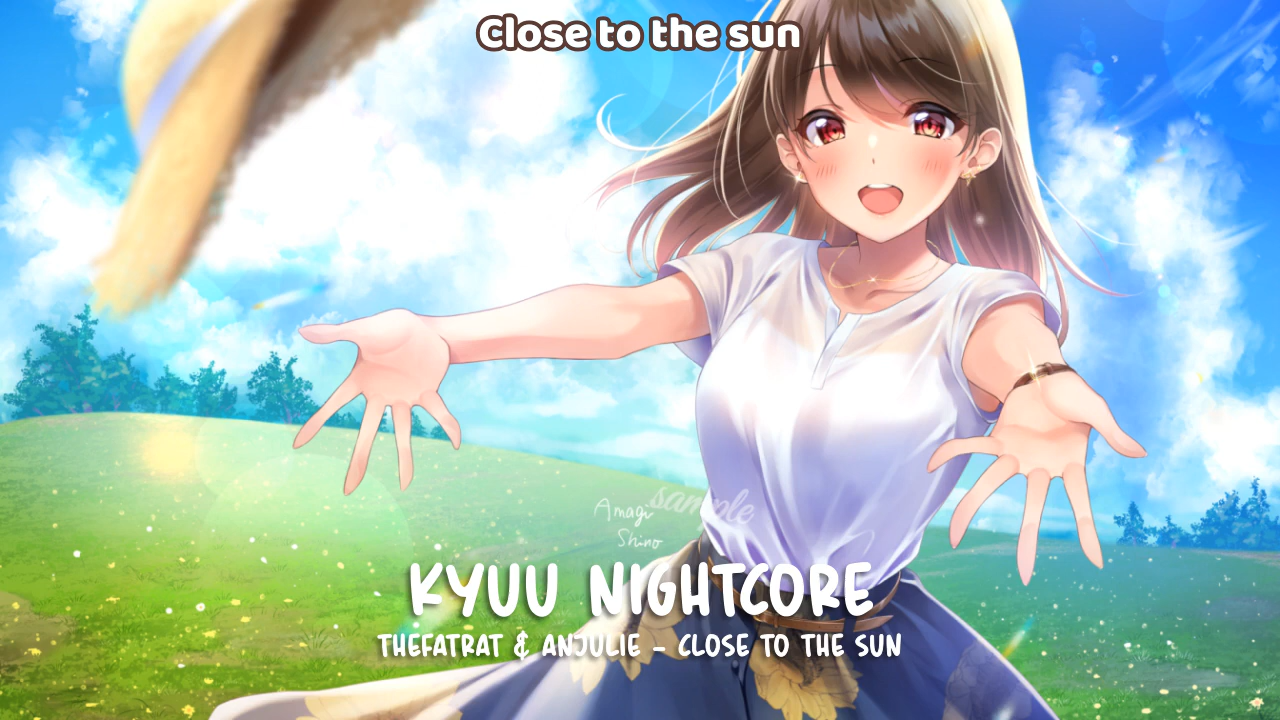 Close to the sun
Amagi
Shino
sample
KYUU NIGHTCORE
THEFATRAT & ANJULIE - CLOSE TO THE SUN